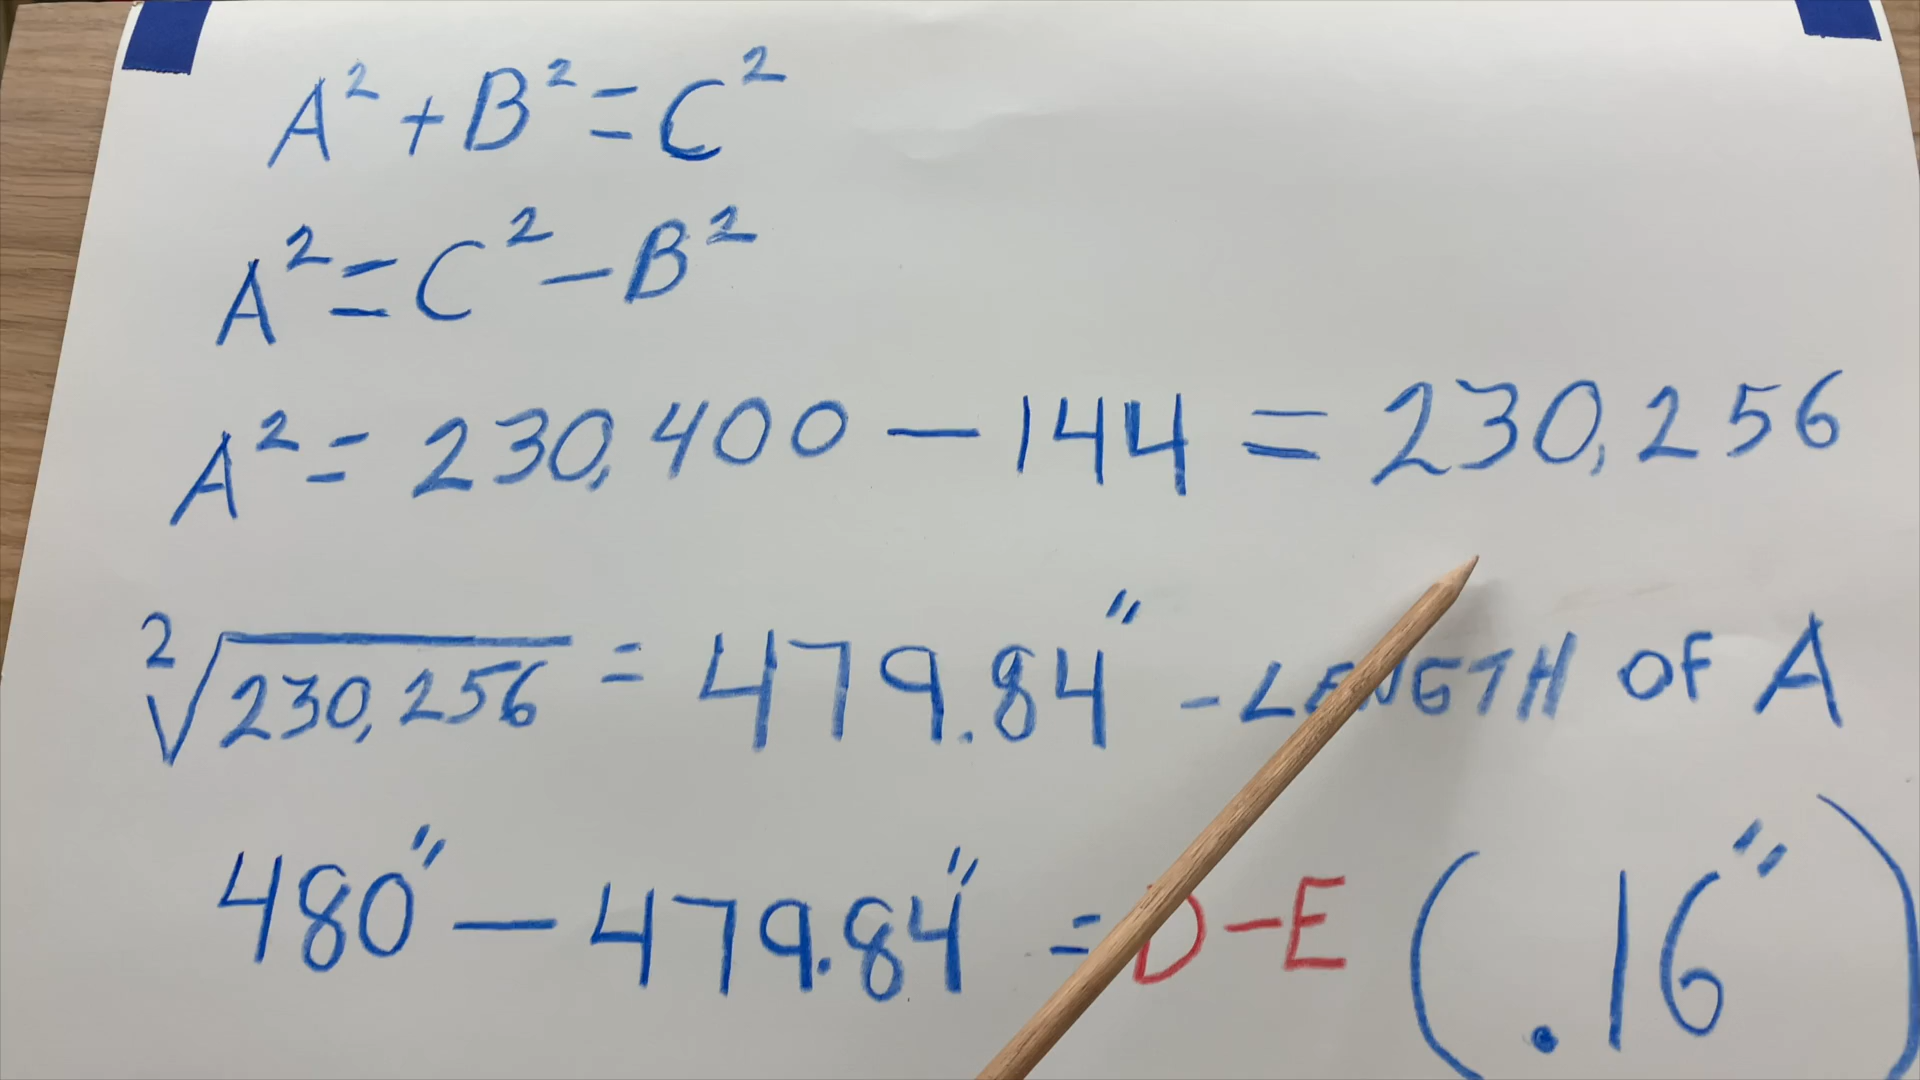 A² + B² = C²
A² = C² – B²
A² = 230,400 – 144 = 230,256
²√230,256 = 479.84" – LENGTH OF A
480" – 479.84" = D–E (.16")